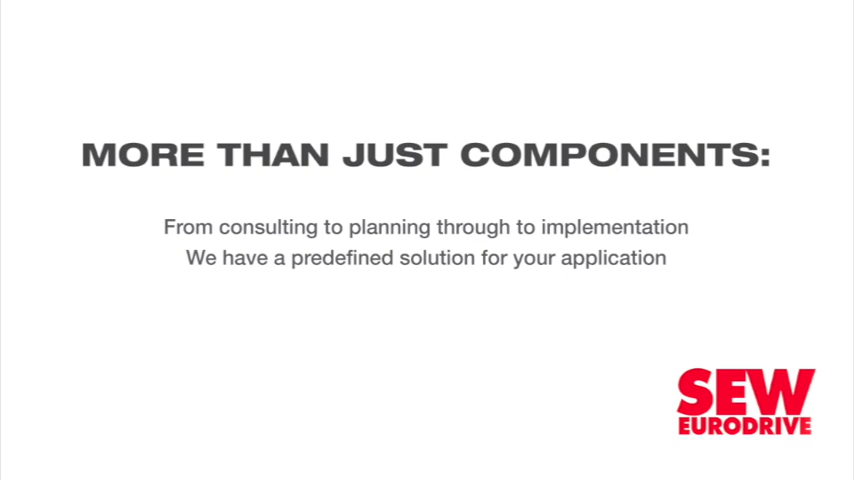 MORE THAN JUST COMPONENTS:
From consulting to planning through to implementation
We have a predefined solution for your application
SEW
EURODRIVE